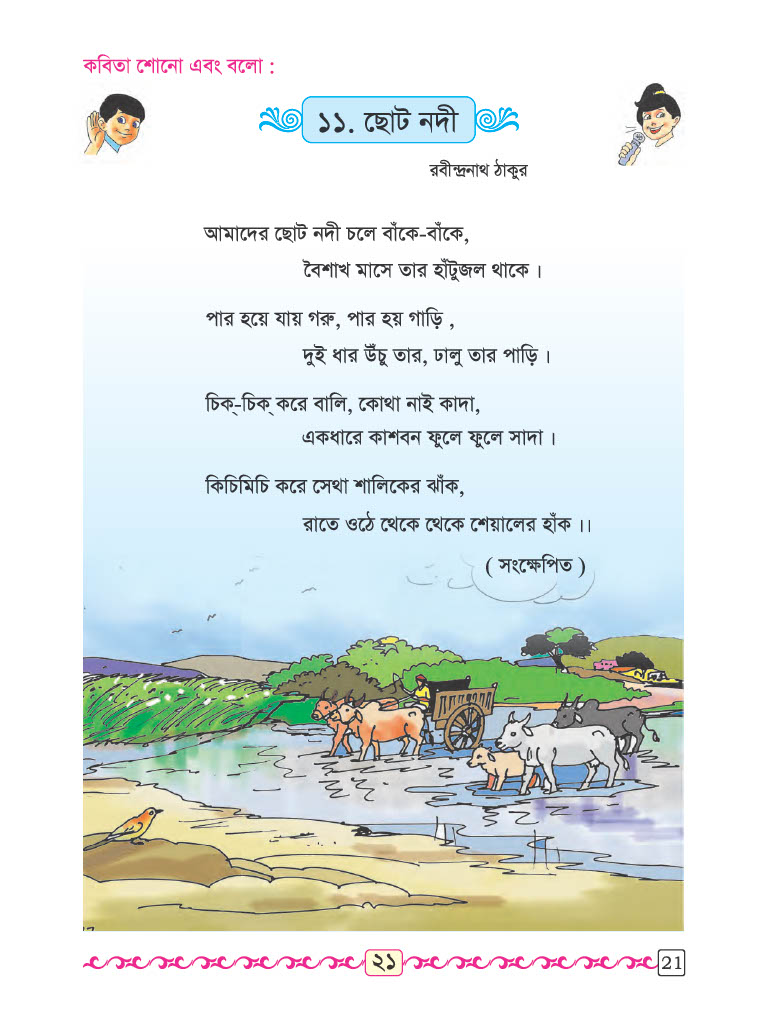 কবিতা শোনো এবং বলো :
১১. ছোট নদী
রবীন্দ্রনাথ ঠাকুর
আমাদের ছোট নদী চলে বাঁকে-বাঁকে,
বৈশাখ মাসে তার হাঁটুজল থাকে ।
পার হয়ে যায় গরু, পার হয় গাড়ি ,
দুই ধার উঁচু তার, ঢালু তার পাড়ি ।
চিক্-চিক্ করে বালি, কোথা নাই কাদা,
একধারে কাশবন ফুলে ফুলে সাদা ।
কিচিমিচি করে সেথা শালিকের ঝাঁক,
রাতে ওঠে থেকে থেকে শেয়ালের হাঁক ।।
( সংক্ষেপিত )
২১
21